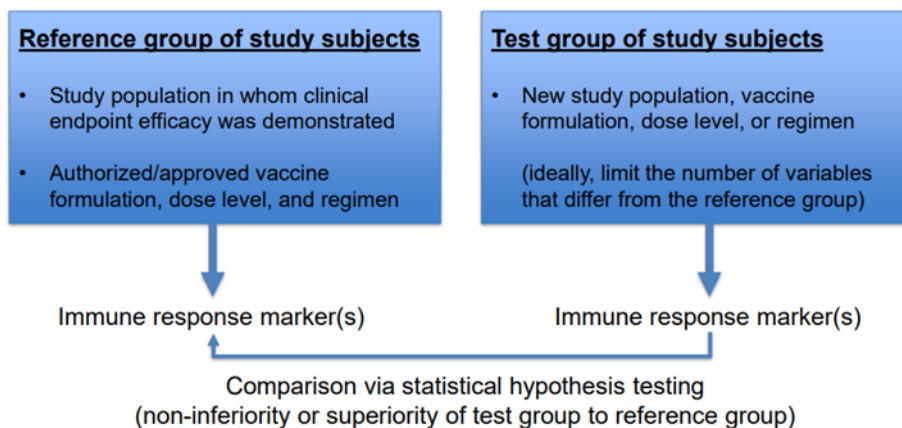 Reference group of study subjects
• Study population in whom clinical
endpoint efficacy was demonstrated
• Authorized/approved vaccine
formulation, dose level, and regimen
Test group of study subjects
• New study population, vaccine
formulation, dose level, or regimen
(ideally, limit the number of variables
that differ from the reference group)
Immune response marker(s)
Immune response marker(s)
Comparison via statistical hypothesis testing
(non-inferiority or superiority of test group to reference group)